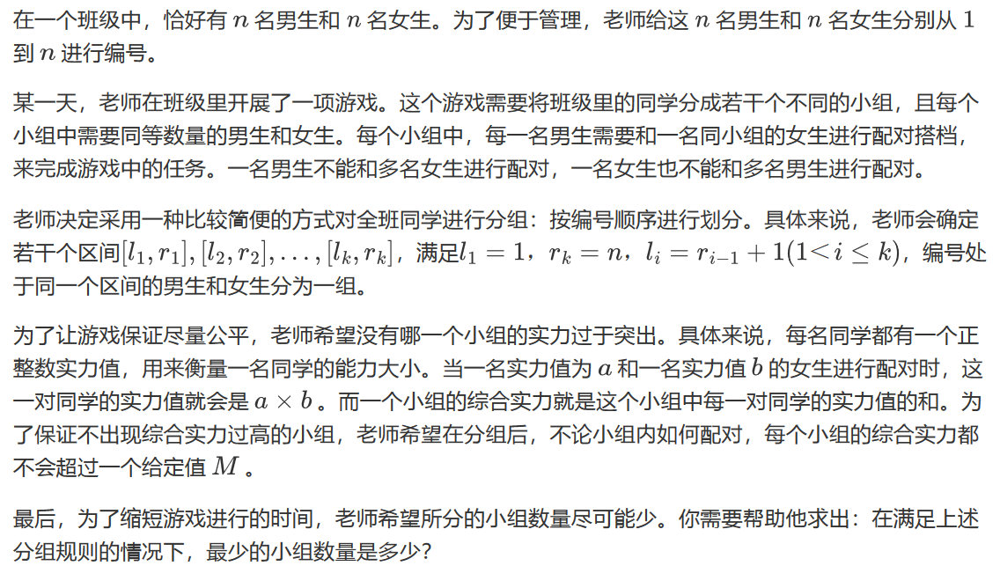 在一个班级中，恰好有 n 名男生和 n 名女生。为了便于管理，老师给这 n 名男生和 n 名女生分别从 1
到 n 进行编号。
某一天，老师在班级里开展了一项游戏。这个游戏需要将班级里的同学分成若干个不同的小组，且每个
小组中需要同等数量的男生和女生。每个小组中，每一名男生需要和一名同小组的女生进行配对搭档，
来完成游戏中的任务。一名男生不能和多名女生进行配对，一名女生也不能和多名男生进行配对。
老师决定采用一种比较简便的方式对全班同学进行分组：按编号顺序进行划分。具体来说，老师会确定
若干个区间[l₁, r₁], [l₂, r₂], . . . , [lₖ, rₖ]，满足l₁ = 1，rₖ = n，lᵢ = rᵢ₋₁ + 1(1<i ≤ k)，编号处
于同一个区间的男生和女生分为一组。
为了让游戏保证尽量公平，老师希望没有哪一个小组的实力过于突出。具体来说，每名同学都有一个正
整数实力值，用来衡量一名同学的能力大小。当一名实力值为 a 和一名实力值 b 的女生进行配对时，这
一对同学的实力值就会是 a × b 。而一个小组的综合实力就是这个小组中每一对同学的实力值的和。为
了保证不出现综合实力过高的小组，老师希望在分组后，不论小组内如何配对，每个小组的综合实力都
不会超过一个给定值 M 。
最后，为了缩短游戏进行的时间，老师希望所分的小组数量尽可能少。你需要帮助他求出：在满足上述
分组规则的情况下，最少的小组数量是多少？